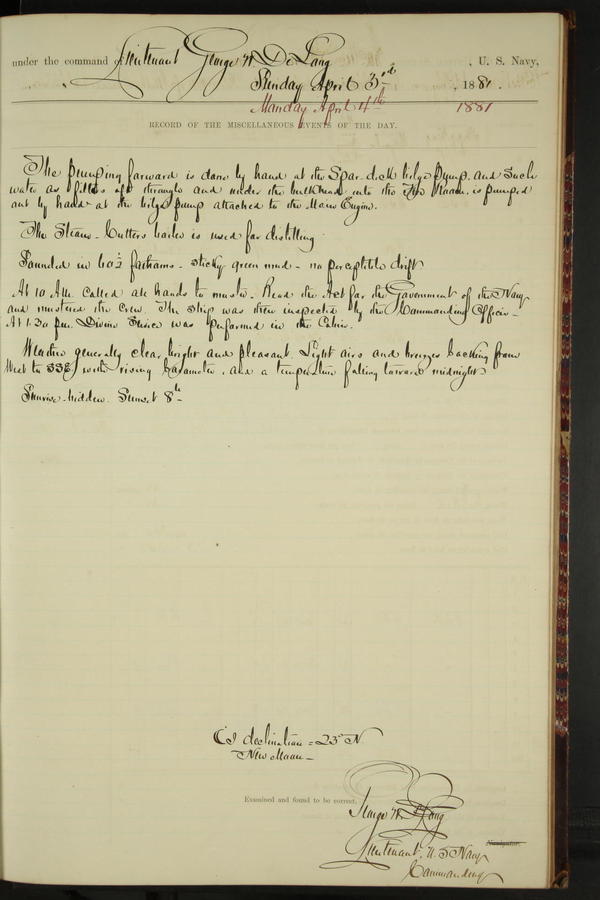 under the command of Lieutenant George W. De Long , U. S. Navy,
Sunday April 3rd , 1881 .
Monday April 4th 1881
RECORD OF THE MISCELLANEOUS EVENTS OF THE DAY.
The pumping forward is done by hand at the Spar deck bilge Pump, and such
water as filters aft through and under the bulkhead into the Fire Room, is pumped
out by hand at the bilge pump attached to the Main Engine.
The Steam-Cutters boiler is used for distilling
Sounded in 60½ fathoms - sticky green mud - no perceptible drift
At 10 AM. called all hands to muster. Read the Act for the Government of the Navy
and mustered the crew. The ship was then inspected by the Commanding Officer -
At 1.30 pm. Divine Service was performed in the Cabin.
Weather generally clear, bright and pleasant. Light airs and breezes backing from
West to SSE, with rising barometer, and a temperature falling toward midnight
Sunrise - hidden. Sunset 8h -
declination = 23° N
New Moon -
Examined and found to be correct.
George W. De Long
Navigator.
Lieutenant, U. S Navy
Commanding